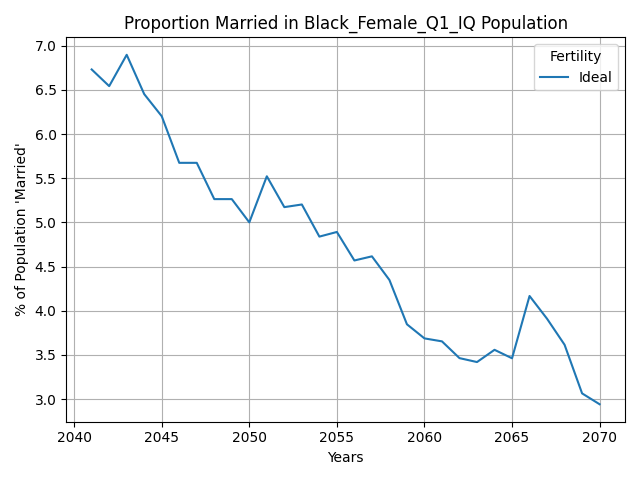 Proportion Married in Black_Female_Q1_IQ Population
% of Population 'Married'
7.0
6.5
6.0
5.5
5.0
4.5
4.0
3.5
3.0
Fertility
Ideal
2040 2045 2050 2055 2060 2065 2070
Years